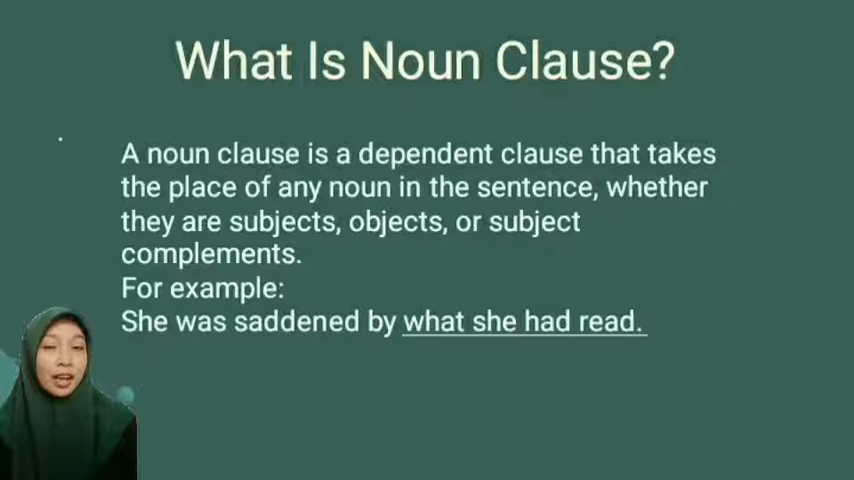 What Is Noun Clause?
A noun clause is a dependent clause that takes
the place of any noun in the sentence, whether
they are subjects, objects, or subject
complements.
For example:
She was saddened by what she had read.